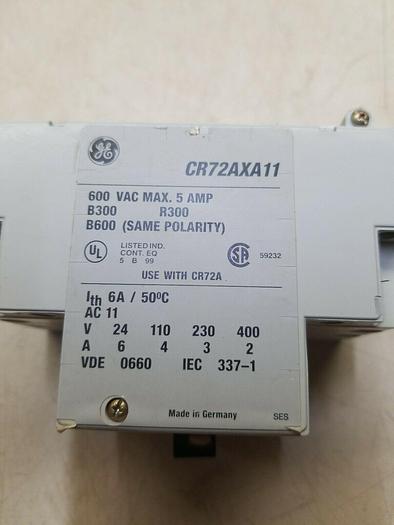 GE
CR72AXA11
600 VAC MAX. 5 AMP
B300 R300
B600 (SAME POLARITY)
UL
LISTED IND.
CONT. EQ
5 B 99
SA
59232
USE WITH CR72A
Ith 6A / 50ºC
AC 11
V 24 110 230 400
A 6 4 3 2
VDE 0660 IEC 337-1
Made in Germany
SES